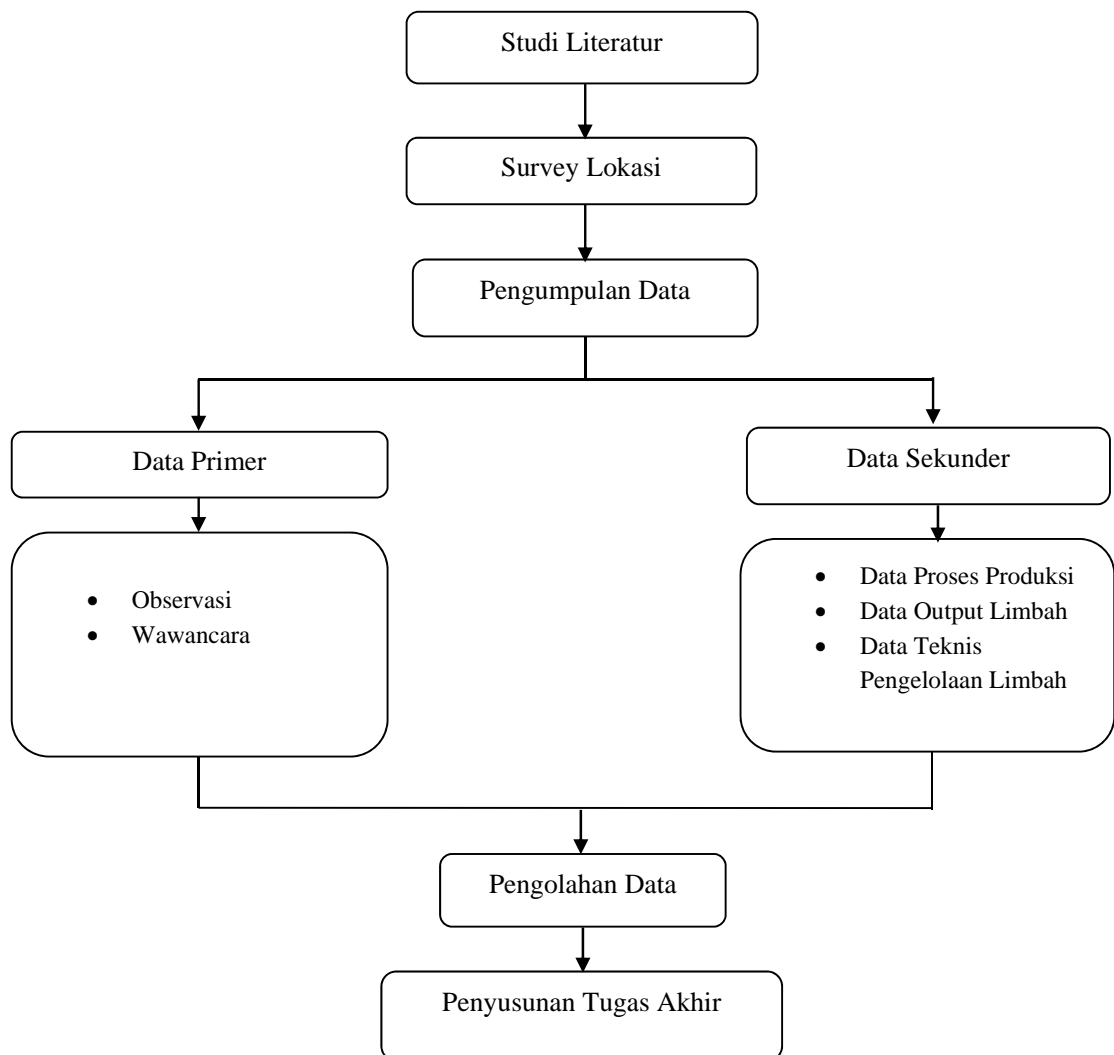 Studi Literatur
Survey Lokasi
Pengumpulan Data
Data Primer
Data Sekunder
• Observasi
• Wawancara
• Data Proses Produksi
• Data Output Limbah
• Data Teknis
Pengelolaan Limbah
Pengolahan Data
Penyusunan Tugas Akhir